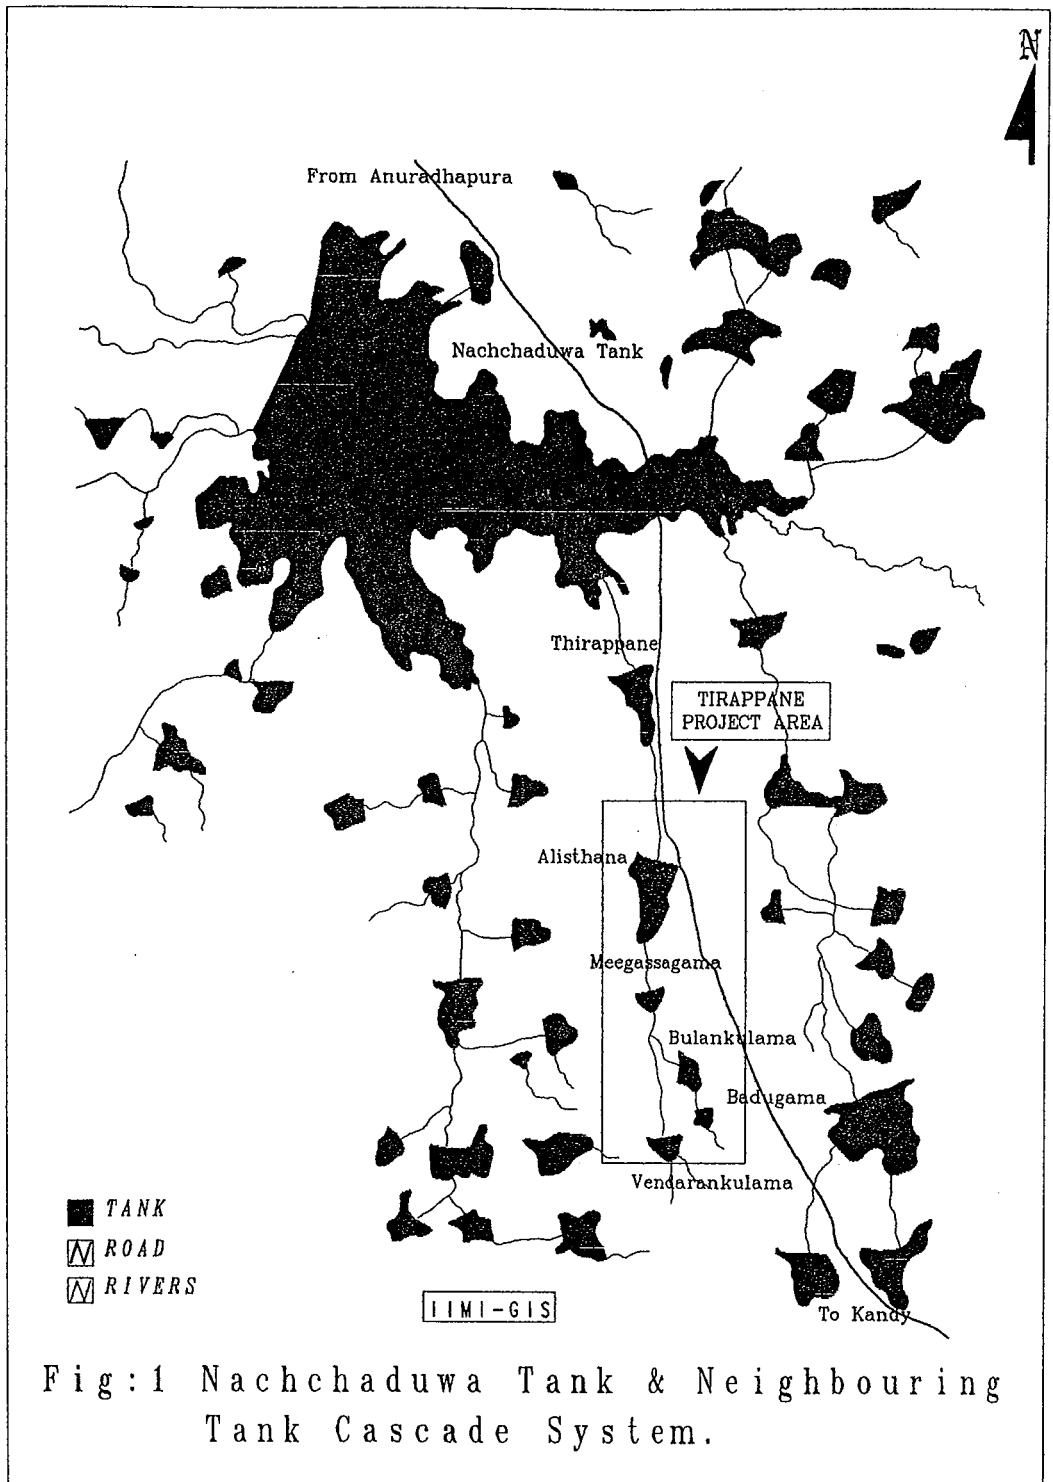 N
From Anuradhapura
Nachchaduwa Tank
Thirappane
TIRAPPANE
PROJECT AREA
Alisthana
Meegassagama
Bulankulama
Badugama
Vendarankulama
TANK
ROAD
RIVERS
IIMI-GIS
To Kandy
Fig:1 Nachchaduwa Tank & Neighbouring
Tank Cascade System.